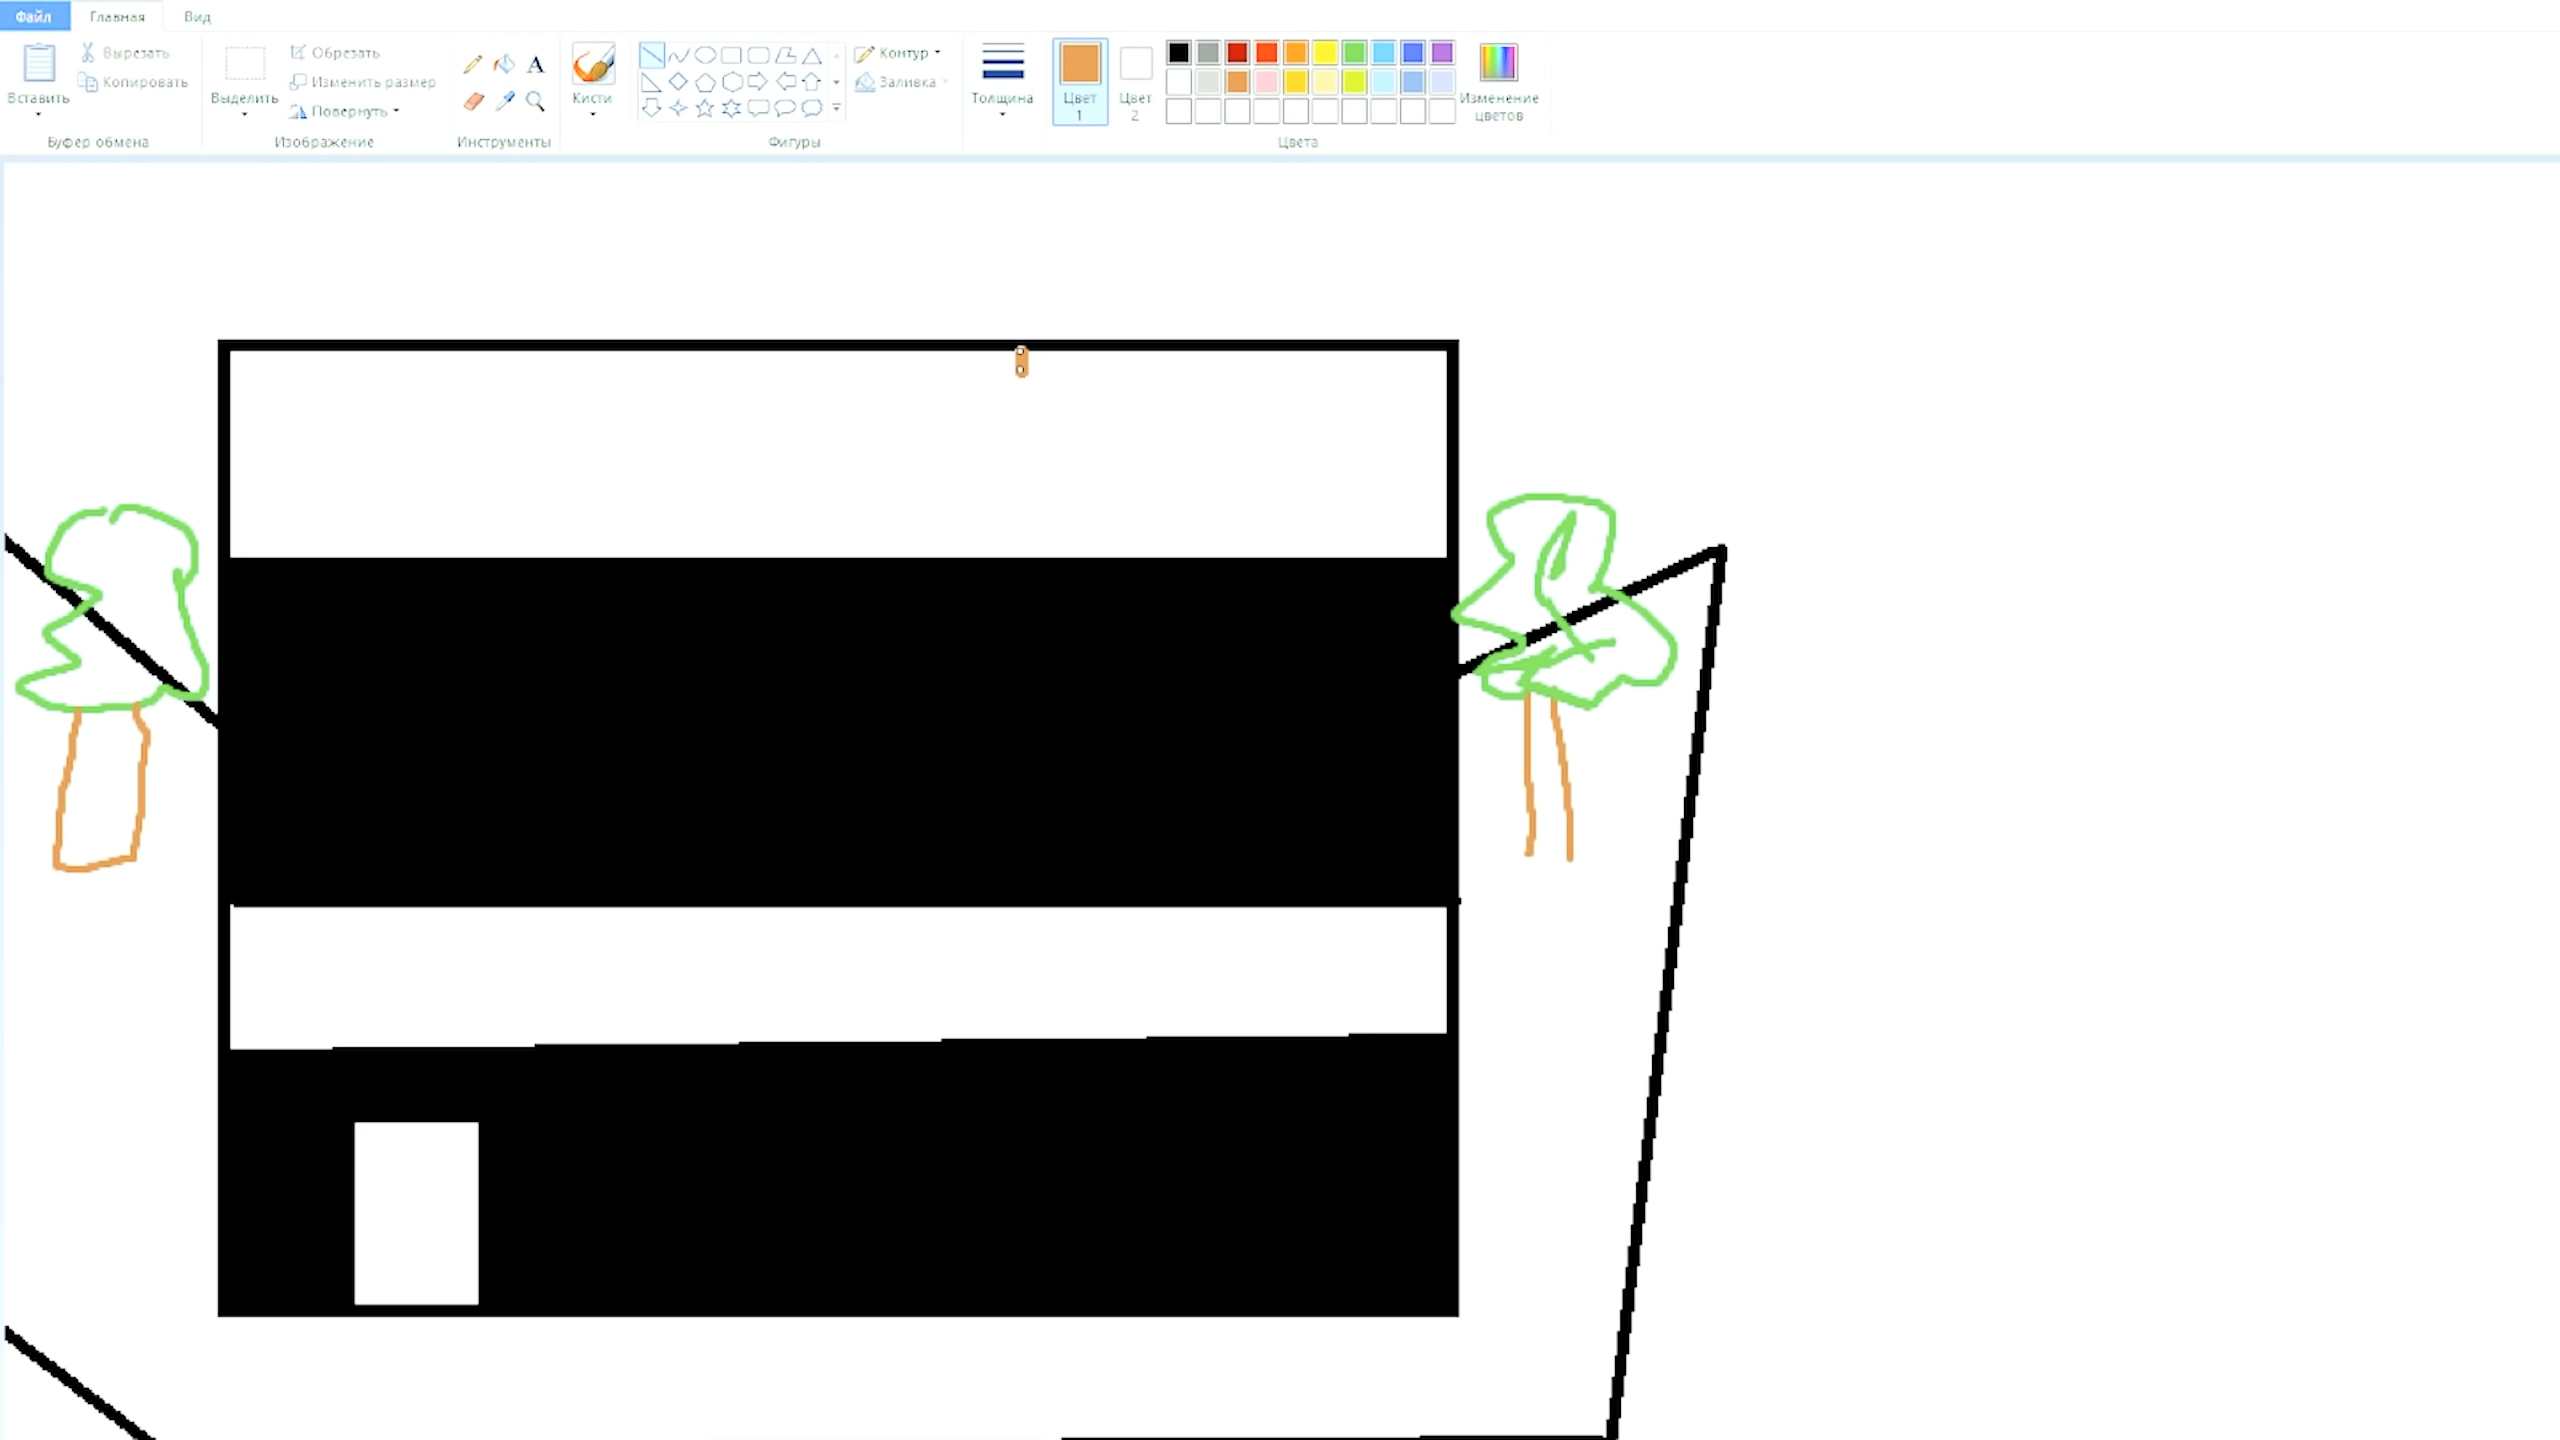 Файл Главная Вид
Вставить
Вырезать
Копировать
Буфер обмена
Выделить
Обрезать
Изменить размер
Повернуть
Изображение
A
Инструменты
Кисти
Контур
Заливка
Фигуры
Толщина
Цвет
1
Цвет
2
Изменение
цветов
Цвета